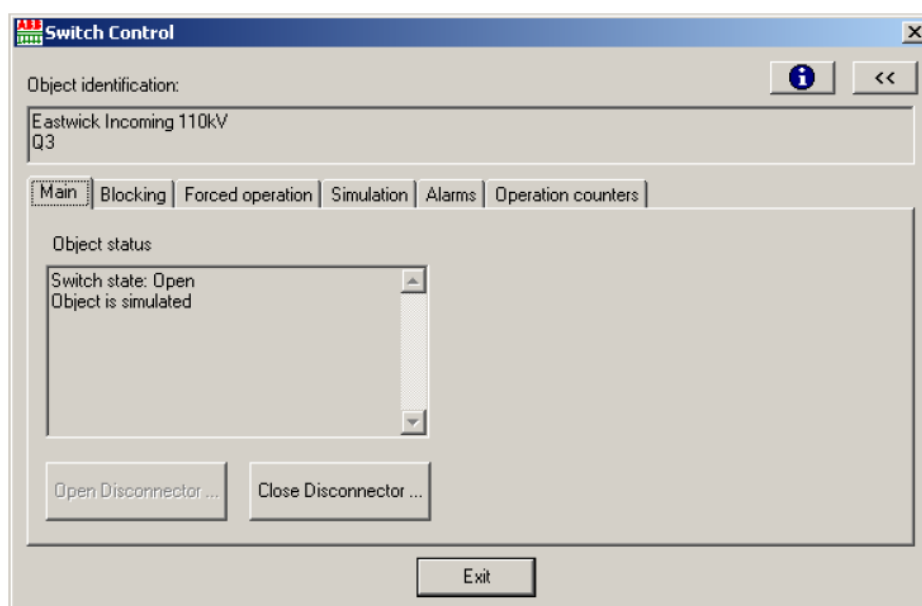 ABB
Switch Control
Object identification:
<<
Eastwick Incoming 110kV
Q3
Main Blocking Forced operation Simulation Alarms Operation counters
Object status
Switch state: Open
Object is simulated
Open Disconnector ... Close Disconnector ...
Exit